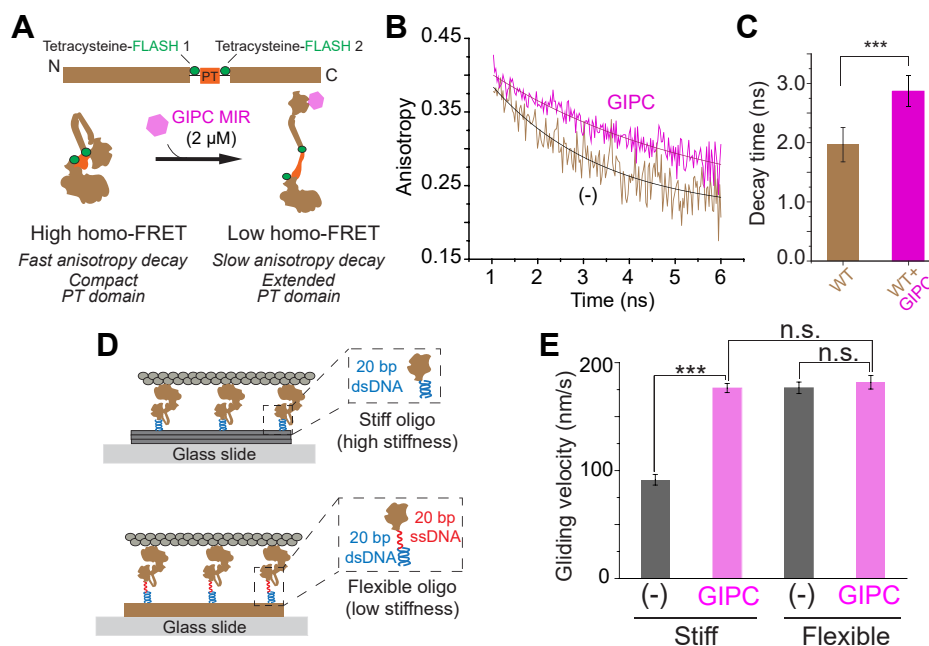 A
Tetracysteine-FLASH 1
Tetracysteine-FLASH 2
N
PT
C
GIPC MIR
(2 µM)
High homo-FRET
Low homo-FRET
Fast anisotropy decay
Compact
PT domain
Slow anisotropy decay
Extended
PT domain
B
Anisotropy
0.45
0.35
0.25
0.15
GIPC
(-)
1
2
3
4
5
6
Time (ns)
C
***
Decay time (ns)
3.0
2.0
1.0
0.0
WT
WT+
GIPC
D
20 bp
dsDNA
Stiff oligo
(high stiffness)
Glass slide
20 bp
dsDNA
20 bp
ssDNA
Flexible oligo
(low stiffness)
Glass slide
E
n.s.
***
n.s.
Gliding velocity (nm/s)
200
100
0
(-)
GIPC
(-)
GIPC
Stiff
Flexible